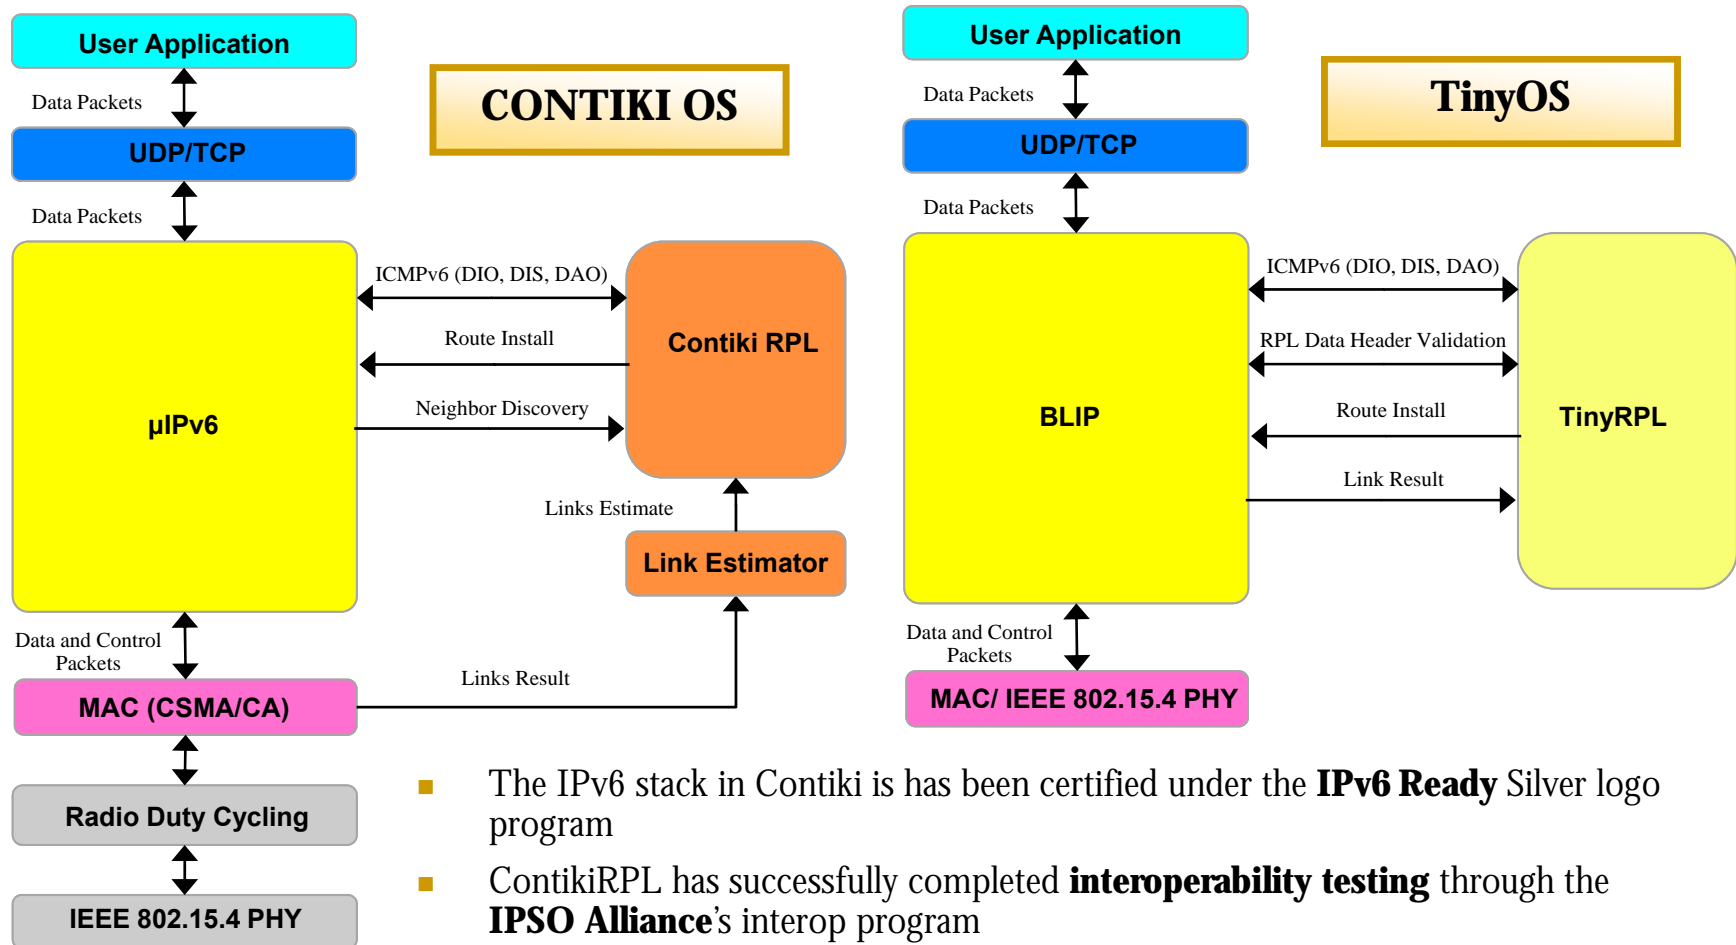 User Application
Data Packets
UDP/TCP
Data Packets
CONTIKI OS
µIPv6
ICMPv6 (DIO, DIS, DAO)
Route Install
Neighbor Discovery
Contiki RPL
Links Estimate
Link Estimator
Data and Control
Packets
Links Result
MAC (CSMA/CA)
Radio Duty Cycling
IEEE 802.15.4 PHY
User Application
Data Packets
UDP/TCP
Data Packets
TinyOS
BLIP
ICMPv6 (DIO, DIS, DAO)
RPL Data Header Validation
Route Install
Link Result
TinyRPL
Data and Control
Packets
MAC/ IEEE 802.15.4 PHY
The IPv6 stack in Contiki is has been certified under the IPv6 Ready Silver logo
program
ContikiRPL has successfully completed interoperability testing through the
IPSO Alliance's interop program